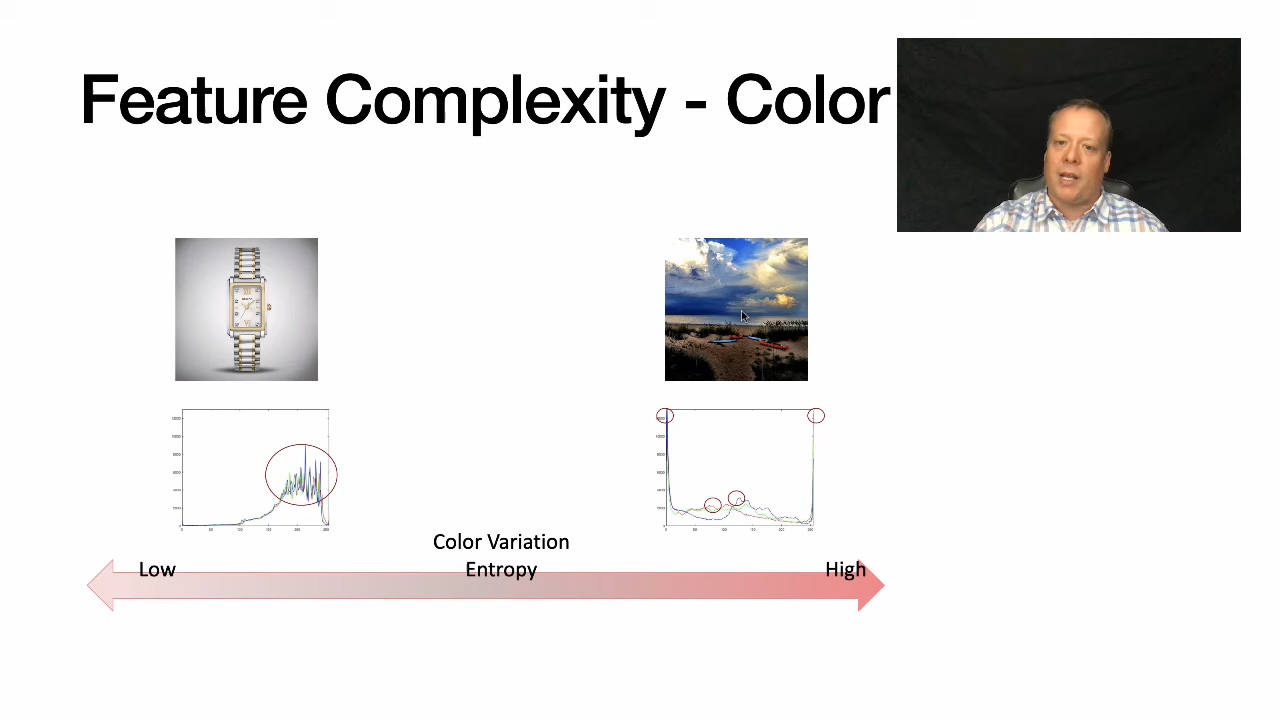 Feature Complexity - Color
Color Variation
Low
Entropy
High